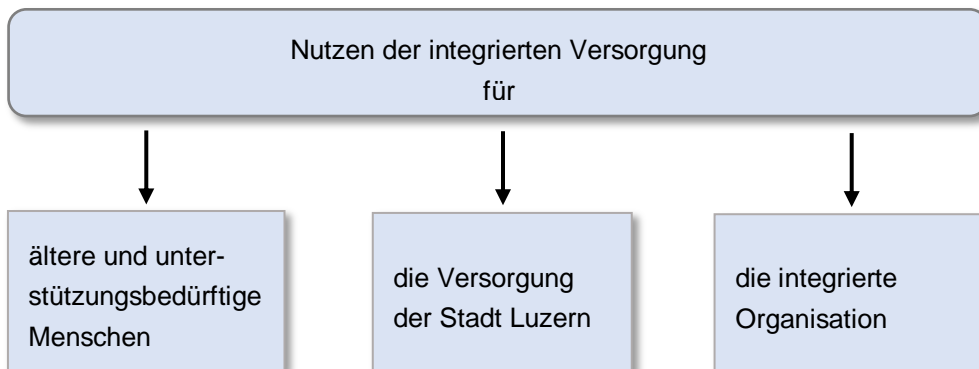 Nutzen der integrierten Versorgung
für
ältere und unter-
stützungsbedürftige
Menschen
die Versorgung
der Stadt Luzern
die integrierte
Organisation